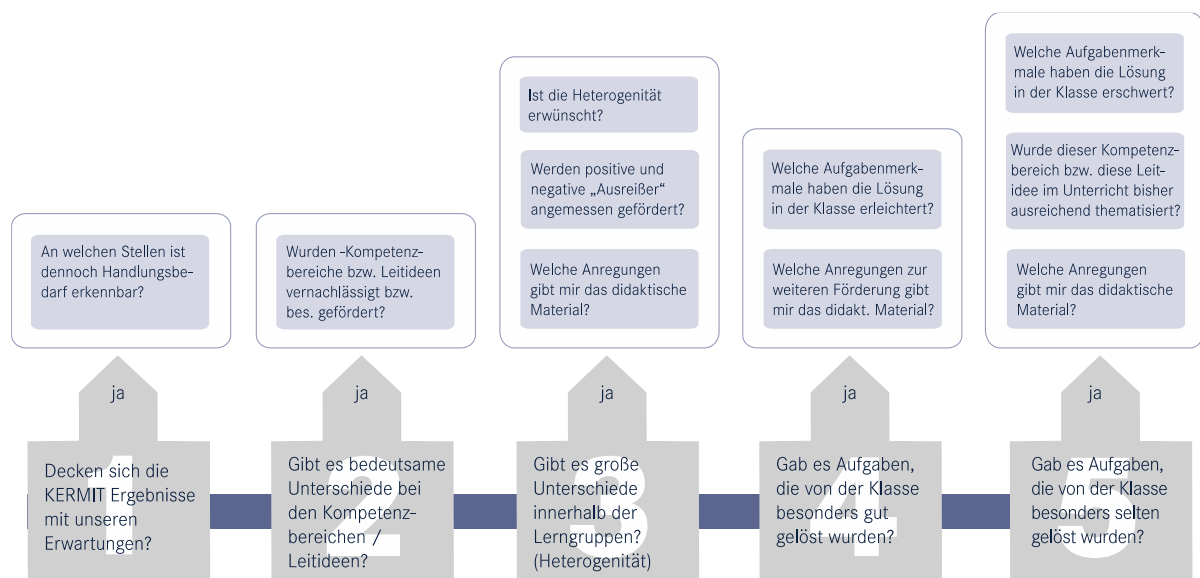 An welchen Stellen ist
dennoch Handlungsbe-
darf erkennbar?
ja
1
Decken sich die
KERMIT Ergebnisse
mit unseren
Erwartungen?
Wurden -Kompetenz-
bereiche bzw. Leitideen
vernachlässigt bzw.
bes. gefördert?
ja
2
Gibt es bedeutsame
Unterschiede bei
den Kompetenz-
bereichen /
Leitideen?
Ist die Heterogenität
erwünscht?
Werden positive und
negative „Ausreißer“
angemessen gefördert?
Welche Anregungen
gibt mir das didaktische
Material?
ja
3
Gibt es große
Unterschiede
innerhalb der
Lerngruppen?
(Heterogenität)
Welche Aufgabenmerk-
male haben die Lösung
in der Klasse erleichtert?
Welche Anregungen zur
weiteren Förderung gibt
mir das didakt. Material?
ja
4
Gab es Aufgaben,
die von der Klasse
besonders gut
gelöst wurden?
Welche Aufgabenmerk-
male haben die Lösung
in der Klasse erschwert?
Wurde dieser Kompetenz-
bereich bzw. diese Leit-
idee im Unterricht bisher
ausreichend thematisiert?
Welche Anregungen
gibt mir das didaktische
Material?
ja
5
Gab es Aufgaben,
die von der Klasse
besonders selten
gelöst wurden?